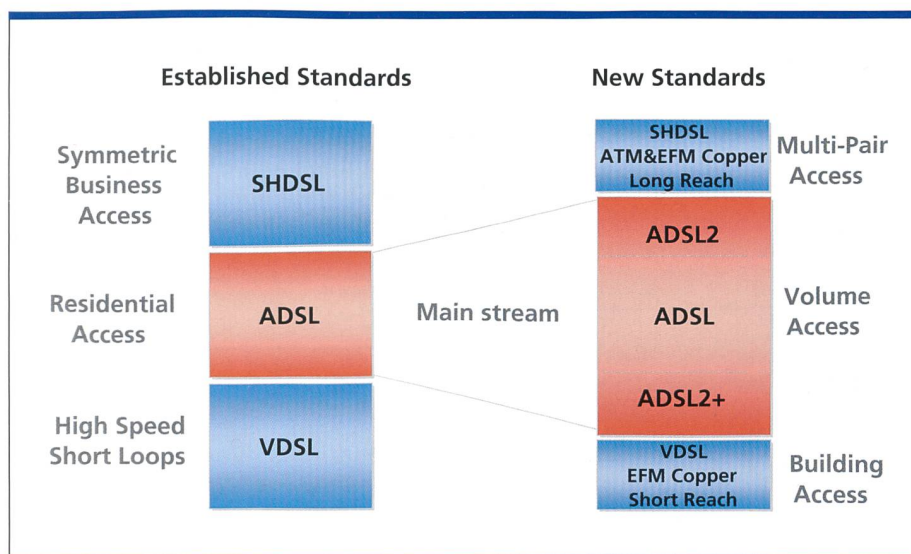 Established Standards
New Standards
Symmetric
Business
Access
SHDSL
SHDSL
ATM&EFM Copper
Long Reach
Multi-Pair
Access
Residential
Access
ADSL
Main stream
ADSL2
ADSL
ADSL2+
Volume
Access
High Speed
Short Loops
VDSL
VDSL
EFM Copper
Short Reach
Building
Access